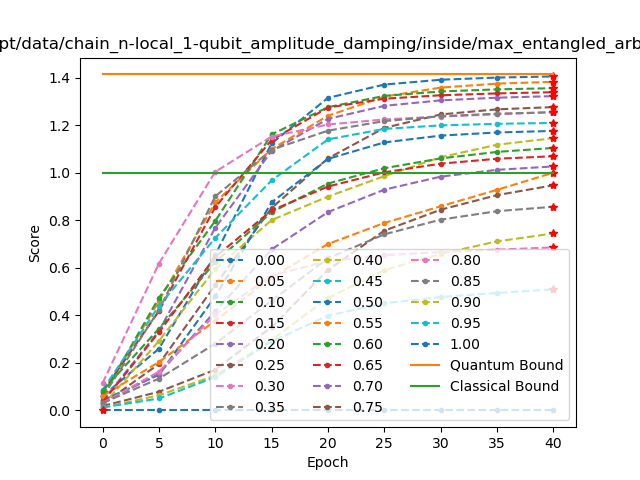 pt/data/chain_n-local_1-qubit_amplitude_damping/inside/max_entangled_arb
Score
1.4
1.2
1.0
0.8
0.6
0.4
0.2
0.0
0.00 0.40 0.80
0.05 0.45 0.85
0.10 0.50 0.90
0.15 0.55 0.95
0.20 0.60 1.00
0.25 0.65 Quantum Bound
0.30 0.70 Classical Bound
0.35 0.75
0 5 10 15 20 25 30 35 40
Epoch